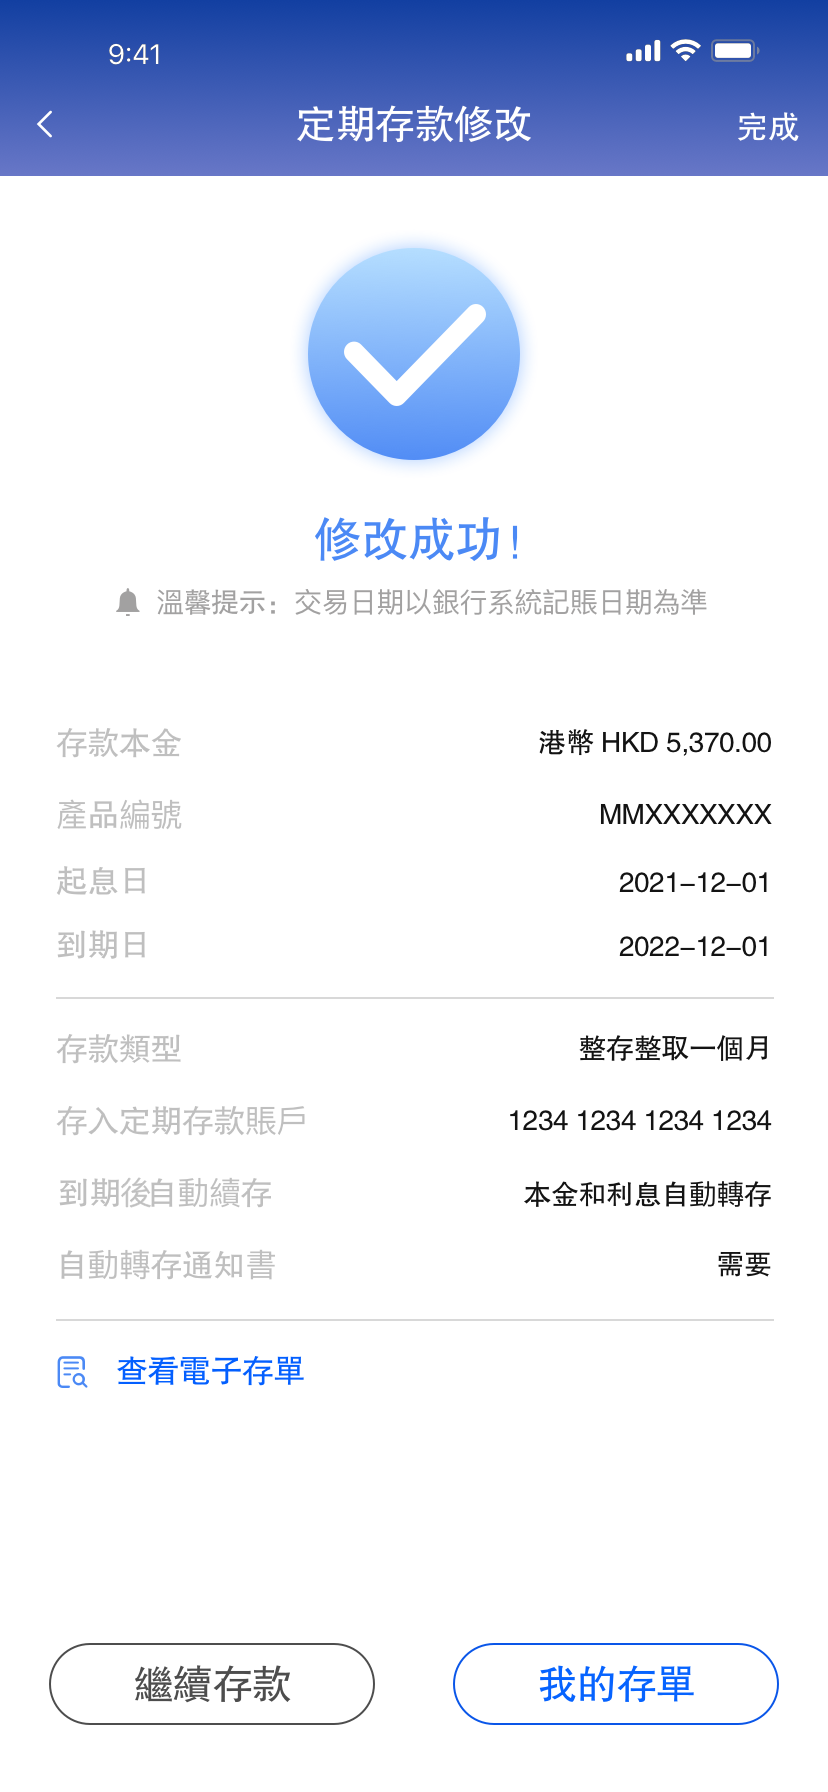 9:41
定期存款修改
完成
修改成功!
溫馨提示：交易日期以銀行系統記賬日期為準
存款本金 港幣 HKD 5,370.00
產品編號 MMXXXXXXX
起息日 2021-12-01
到期日 2022-12-01
存款類型 整存整取一個月
存入定期存款賬戶 1234 1234 1234 1234
到期後自動續存 本金和利息自動轉存
自動轉存通知書 需要
查看電子存單
繼續存款
我的存單